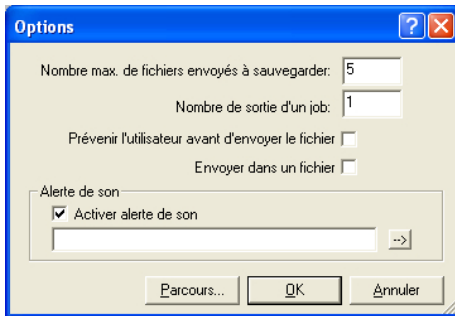 Options
Nombre max. de fichiers envoyés à sauvegarder: 5
Nombre de sortie d'un job: 1
Prévenir l'utilisateur avant d'envoyer le fichier
Envoyer dans un fichier
Alerte de son
Activer alerte de son
-->
Parcours... OK Annuler